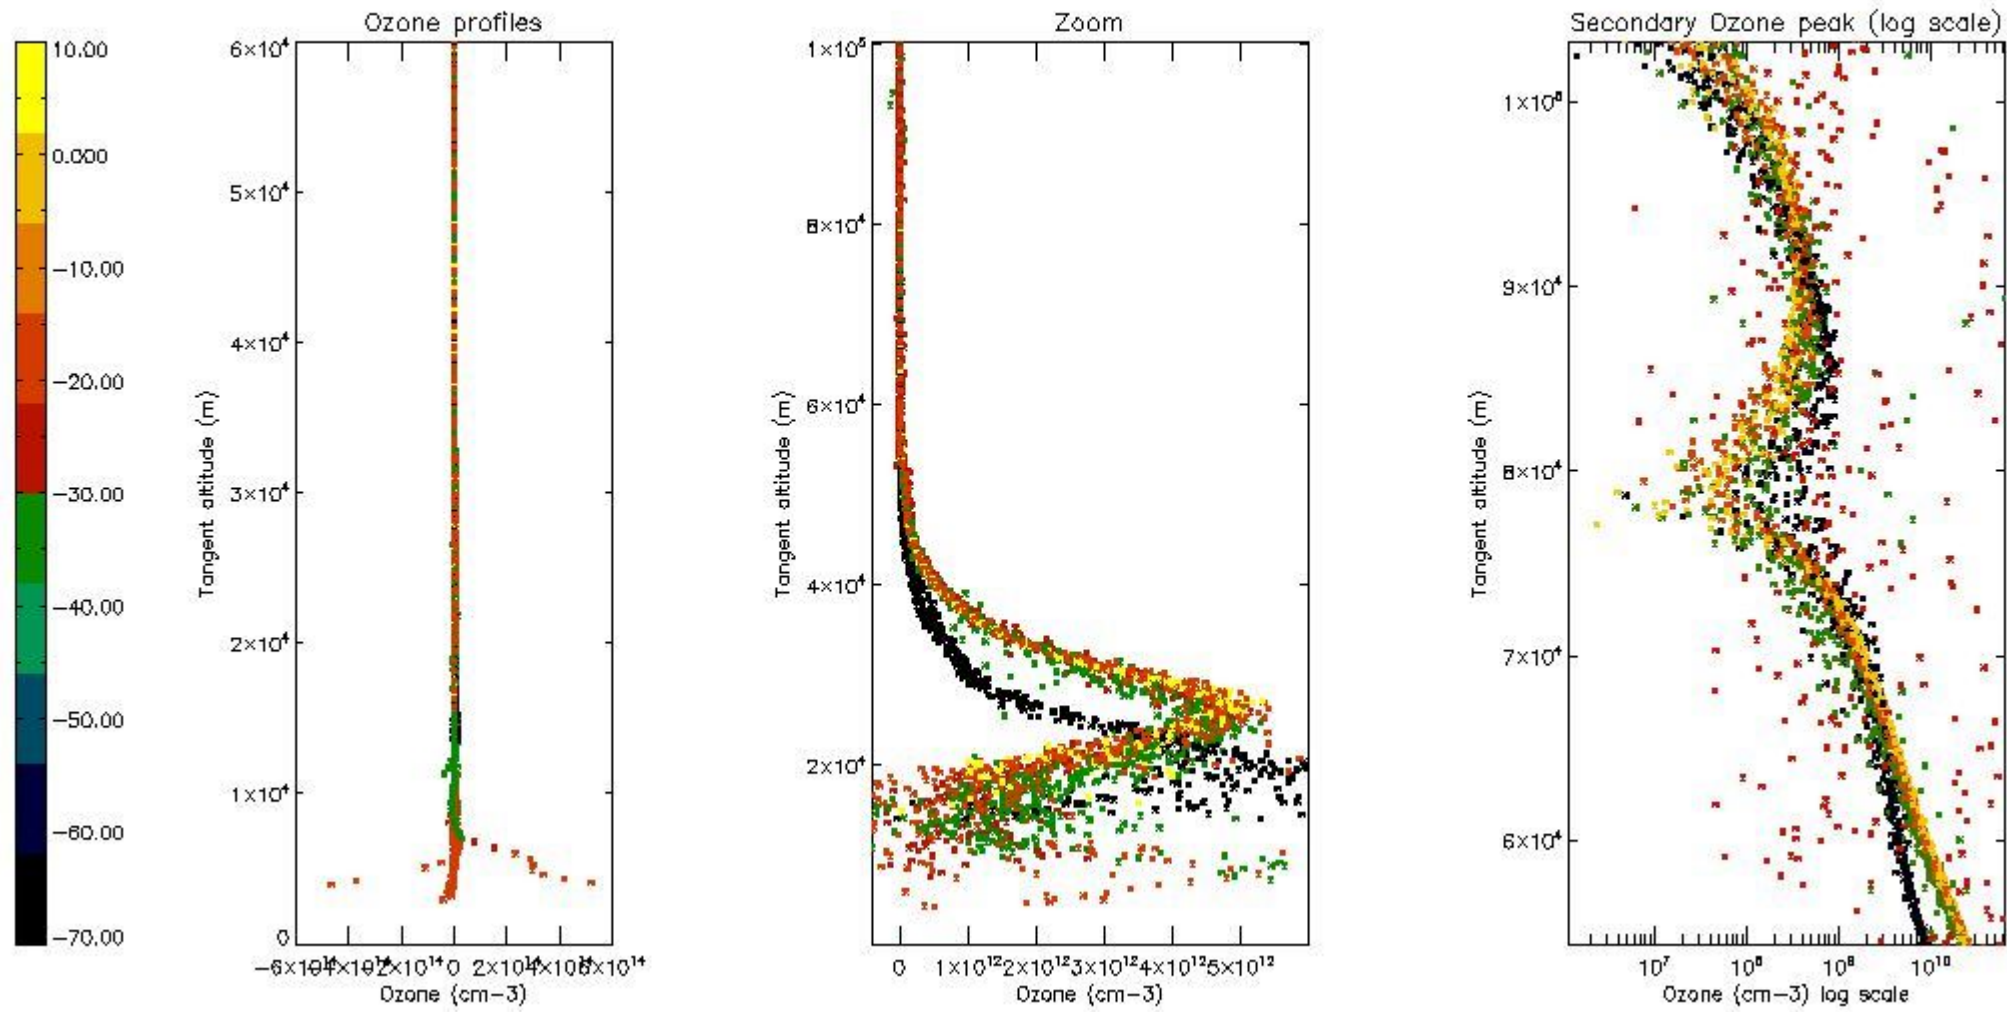 Ozone profiles
Zoom
Secondary Ozone peak (log scale)
10.00
0.000
−10.00
−20.00
−30.00
−40.00
−50.00
−60.00
−70.00
6×10⁴
5×10⁴
4×10⁴
3×10⁴
2×10⁴
1×10⁴
0
Tangent altitude (m)
0 2×10¹⁴
Ozone (cm−3)
1×10⁵
8×10⁴
6×10⁴
4×10⁴
2×10⁴
Tangent altitude (m)
0 1×10¹² 2×10¹² 3×10¹² 4×10¹² 5×10¹²
Ozone (cm−3)
9×10⁴
8×10⁴
7×10⁴
6×10⁴
Tangent altitude (m)
10⁷ 10⁸ 10⁹ 10¹⁰
Ozone (cm−3) log scale